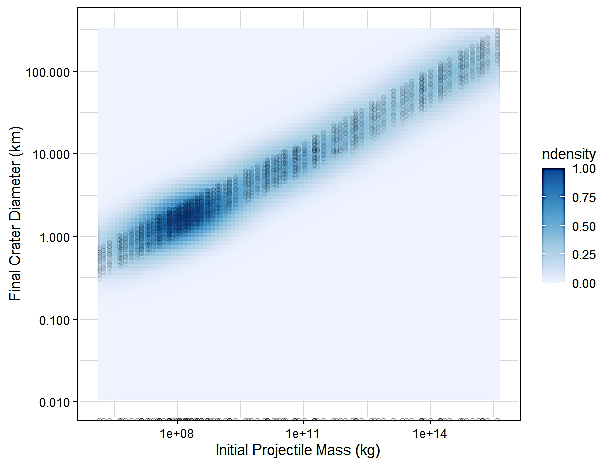 100.000
10.000
1.000
0.100
0.010
Final Crater Diameter (km)
1e+08
1e+11
1e+14
Initial Projectile Mass (kg)
ndensity
1.00
0.75
0.50
0.25
0.00